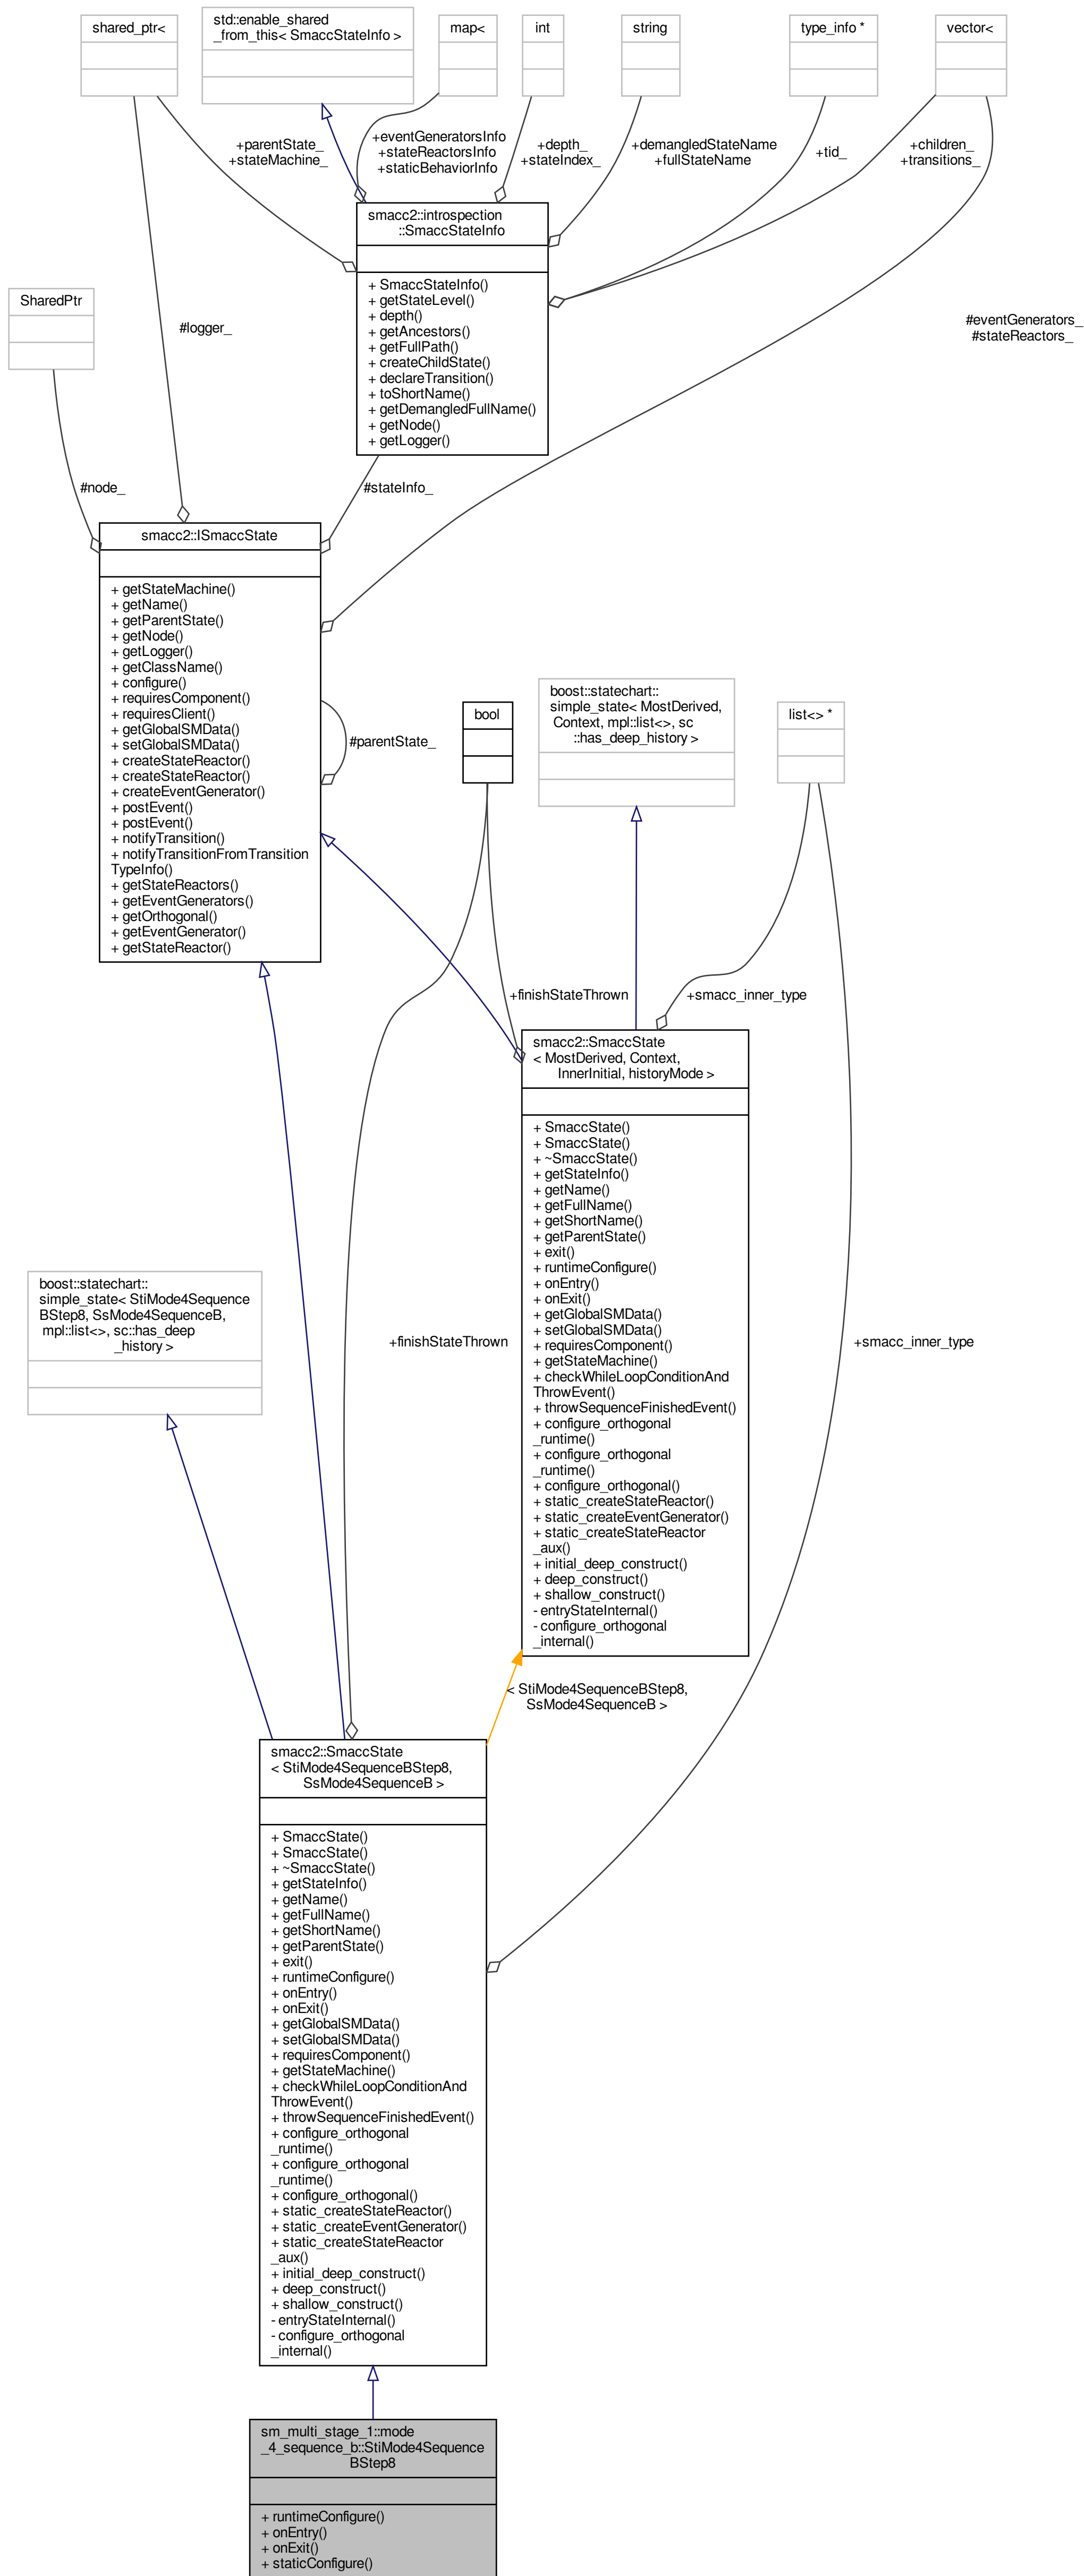 shared_ptr<
std::enable_shared
_from_this< SmaccStateInfo >
map<
int
string
type_info *
vector<
+parentState_
+stateMachine_
+eventGeneratorsInfo
+stateReactorsInfo
+staticBehaviorInfo
+depth_
+stateIndex_
+demangledStateName
+fullStateName
+tid_
+children_
+transitions_
smacc2::introspection
::SmaccStateInfo
+ SmaccStateInfo()
+ getStateLevel()
+ depth()
+ getAncestors()
+ getFullPath()
+ createChildState()
+ declareTransition()
+ toShortName()
+ getDemangledFullName()
+ getNode()
+ getLogger()
SharedPtr
#logger_
#eventGenerators_
#stateReactors_
#node_
#stateInfo_
smacc2::ISmaccState
+ getStateMachine()
+ getName()
+ getParentState()
+ getNode()
+ getLogger()
+ getClassName()
+ configure()
+ requiresComponent()
+ requiresClient()
+ getGlobalSMData()
+ setGlobalSMData()
+ createStateReactor()
+ createStateReactor()
+ createEventGenerator()
+ postEvent()
+ postEvent()
+ notifyTransition()
+ notifyTransitionFromTransition
TypeInfo()
+ getStateReactors()
+ getEventGenerators()
+ getOrthogonal()
+ getEventGenerator()
+ getStateReactor()
#parentState_
bool
boost::statechart::
simple_state< MostDerived,
Context, mpl::list<>, sc
::has_deep_history >
list<> *
+finishStateThrown
+smacc_inner_type
smacc2::SmaccState
< MostDerived, Context,
InnerInitial, historyMode >
+ SmaccState()
+ SmaccState()
+ ~SmaccState()
+ getStateInfo()
+ getName()
+ getFullName()
+ getShortName()
+ getParentState()
+ exit()
+ runtimeConfigure()
+ onEntry()
+ onExit()
+ getGlobalSMData()
+ setGlobalSMData()
+ requiresComponent()
+ getStateMachine()
+ checkWhileLoopConditionAnd
ThrowEvent()
+ throwSequenceFinishedEvent()
+ configure_orthogonal
_runtime()
+ configure_orthogonal
_runtime()
+ configure_orthogonal()
+ static_createStateReactor()
+ static_createEventGenerator()
+ static_createStateReactor
_aux()
+ initial_deep_construct()
+ deep_construct()
+ shallow_construct()
- entryStateInternal()
- configure_orthogonal
_internal()
boost::statechart::
simple_state< StiMode4Sequence
BStep8, SsMode4SequenceB,
mpl::list<>, sc::has_deep
_history >
+finishStateThrown
+smacc_inner_type
< StiMode4SequenceBStep8,
SsMode4SequenceB >
smacc2::SmaccState
< StiMode4SequenceBStep8,
SsMode4SequenceB >
+ SmaccState()
+ SmaccState()
+ ~SmaccState()
+ getStateInfo()
+ getName()
+ getFullName()
+ getShortName()
+ getParentState()
+ exit()
+ runtimeConfigure()
+ onEntry()
+ onExit()
+ getGlobalSMData()
+ setGlobalSMData()
+ requiresComponent()
+ getStateMachine()
+ checkWhileLoopConditionAnd
ThrowEvent()
+ throwSequenceFinishedEvent()
+ configure_orthogonal
_runtime()
+ configure_orthogonal
_runtime()
+ configure_orthogonal()
+ static_createStateReactor()
+ static_createEventGenerator()
+ static_createStateReactor
_aux()
+ initial_deep_construct()
+ deep_construct()
+ shallow_construct()
- entryStateInternal()
- configure_orthogonal
_internal()
sm_multi_stage_1::mode
_4_sequence_b::StiMode4Sequence
BStep8
+ runtimeConfigure()
+ onEntry()
+ onExit()
+ staticConfigure()